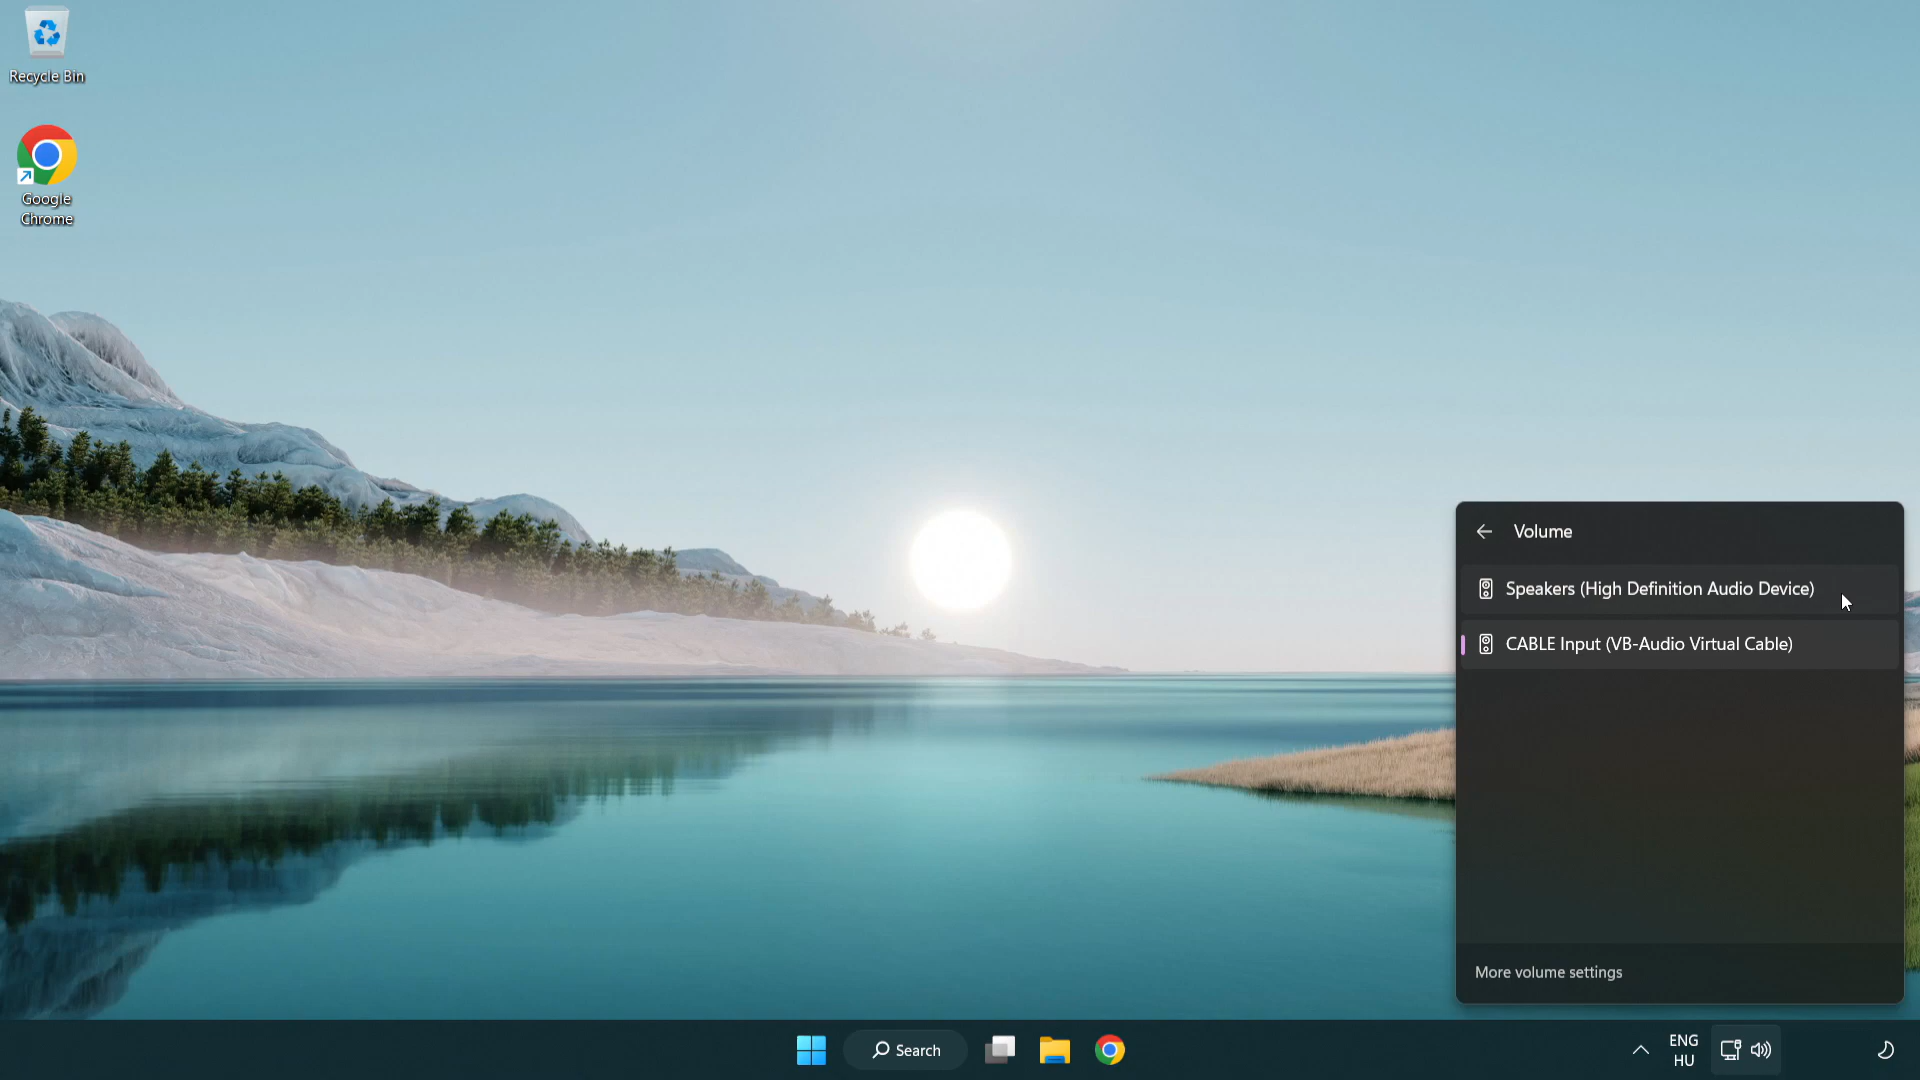 Recycle Bin
Google
Chrome
Volume
Speakers (High Definition Audio Device)
CABLE Input (VB-Audio Virtual Cable)
More volume settings
Search
ENG
HU